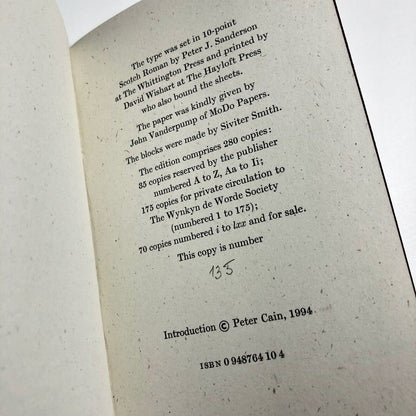 The type was set in 10-point
Scotch Roman by Peter J. Sanderson
at The Whittington Press and printed by
David Wishart at The Hayloft Press
who also bound the sheets.
The paper was kindly given by
John Vanderpump of MoDo Papers.
The blocks were made by Siviter Smith.
The edition comprises 280 copies:
35 copies reserved by the publisher
numbered A to Z, Aa to Ii;
175 copies for private circulation to
The Wynkyn de Worde Society
(numbered 1 to 175);
70 copies numbered i to lxx and for sale.
This copy is number
135
Introduction © Peter Cain, 1994
ISBN 0 948764 10 4